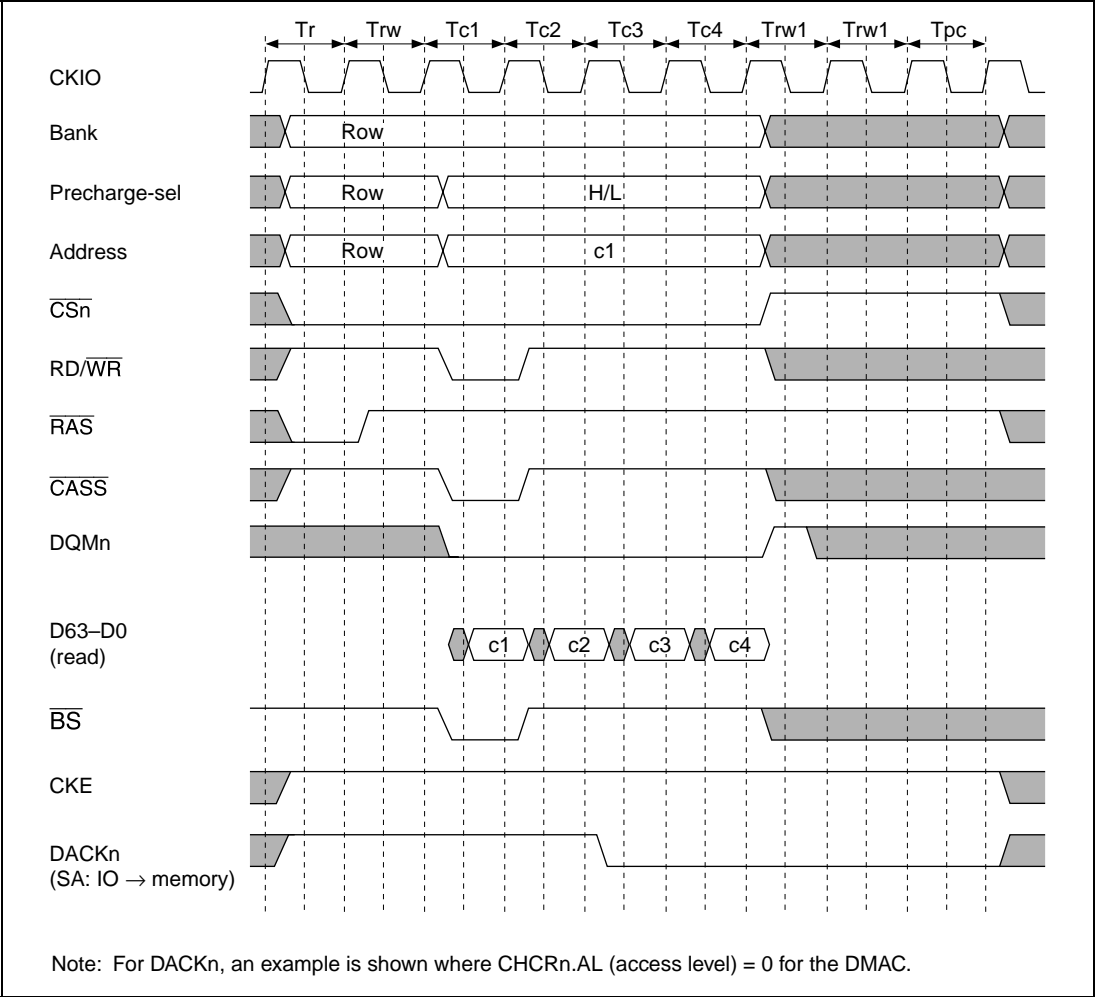 Tr Trw Tc1 Tc2 Tc3 Tc4 Trw1 Trw1 Tpc
CKIO
Bank Row
Precharge-sel Row H/L
Address Row c1
CSn
RD/WR
RAS
CASS
DQMn
D63–D0
(read)
c1 c2 c3 c4
BS
CKE
DACKn
(SA: IO → memory)
Note: For DACKn, an example is shown where CHCRn.AL (access level) = 0 for the DMAC.